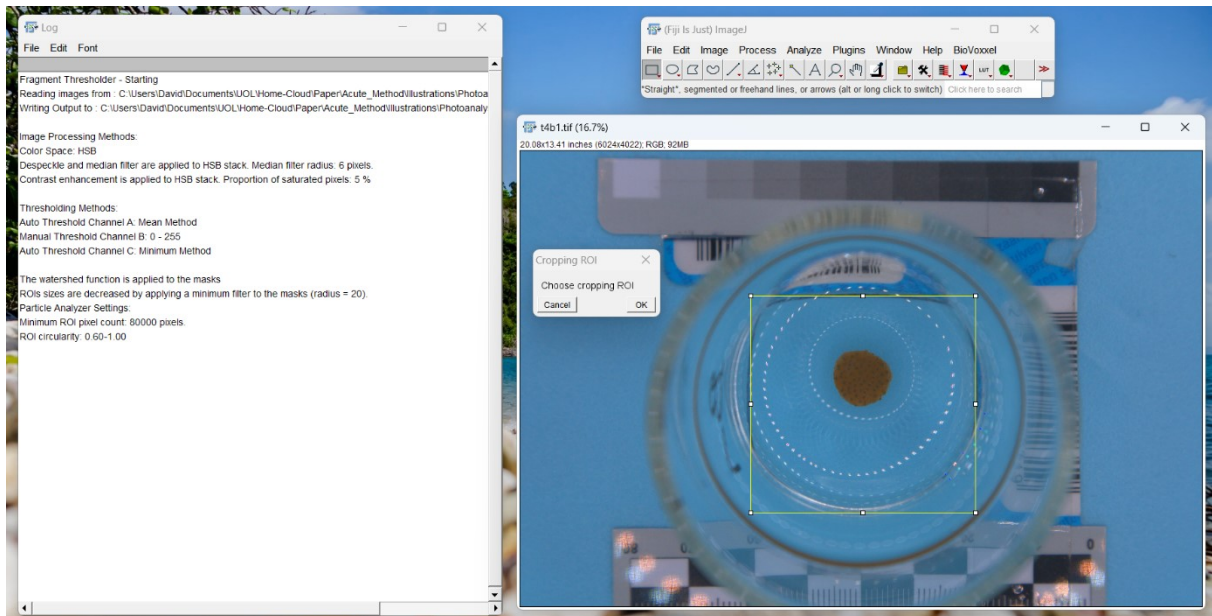 Log
File Edit Font
Fragment Thresholder - Starting
Reading images from : C:\Users\David\Documents\UOL\Home-Cloud\Paper\Acute_Method\Illustrations\Photoa
Writing Output to : C:\Users\David\Documents\UOL\Home-Cloud\Paper\Acute_Method\Illustrations\Photoanaly
Image Processing Methods:
Color Space: HSB
Despeckle and median filter are applied to HSB stack. Median filter radius: 6 pixels.
Contrast enhancement is applied to HSB stack. Proportion of saturated pixels: 5 %
Thresholding Methods:
Auto Threshold Channel A: Mean Method
Manual Threshold Channel B: 0 - 255
Auto Threshold Channel C: Minimum Method
The watershed function is applied to the masks
ROIs sizes are decreased by applying a minimum filter to the masks (radius = 20).
Particle Analyzer Settings:
Minimum ROI pixel count: 80000 pixels.
ROI circularity: 0.60-1.00
(Fiji Is Just) ImageJ
File Edit Image Process Analyze Plugins Window Help BioVoxxel
A LUT
*Straight*, segmented or freehand lines, or arrows (alt or long click to switch) Click here to search
t4b1.tif (16.7%)
20.08x13.41 inches (6024x4022); RGB; 92MB
Cropping ROI
Choose cropping ROI
Cancel OK
0